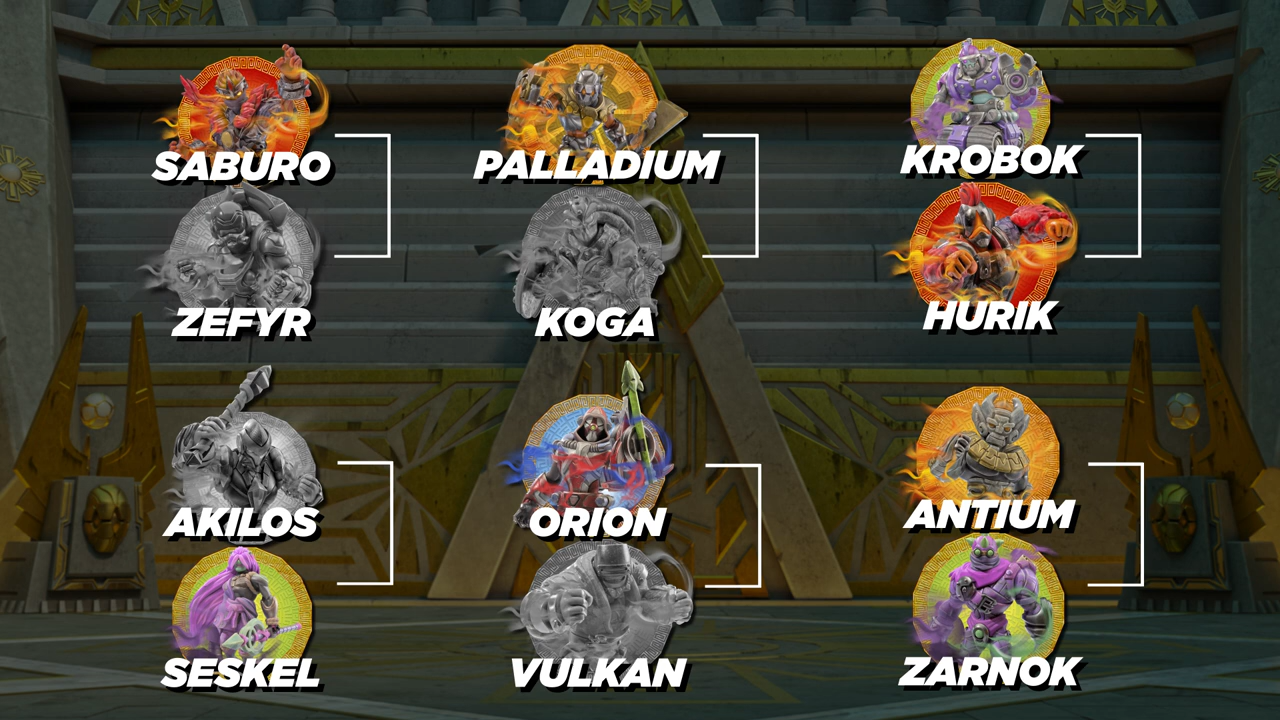 SABURO
PALLADIUM
KROBOK
ZEFYR
KOGA
HURIK
AKILOS
ORION
ANTIUM
SESKEL
VULKAN
ZARNOK